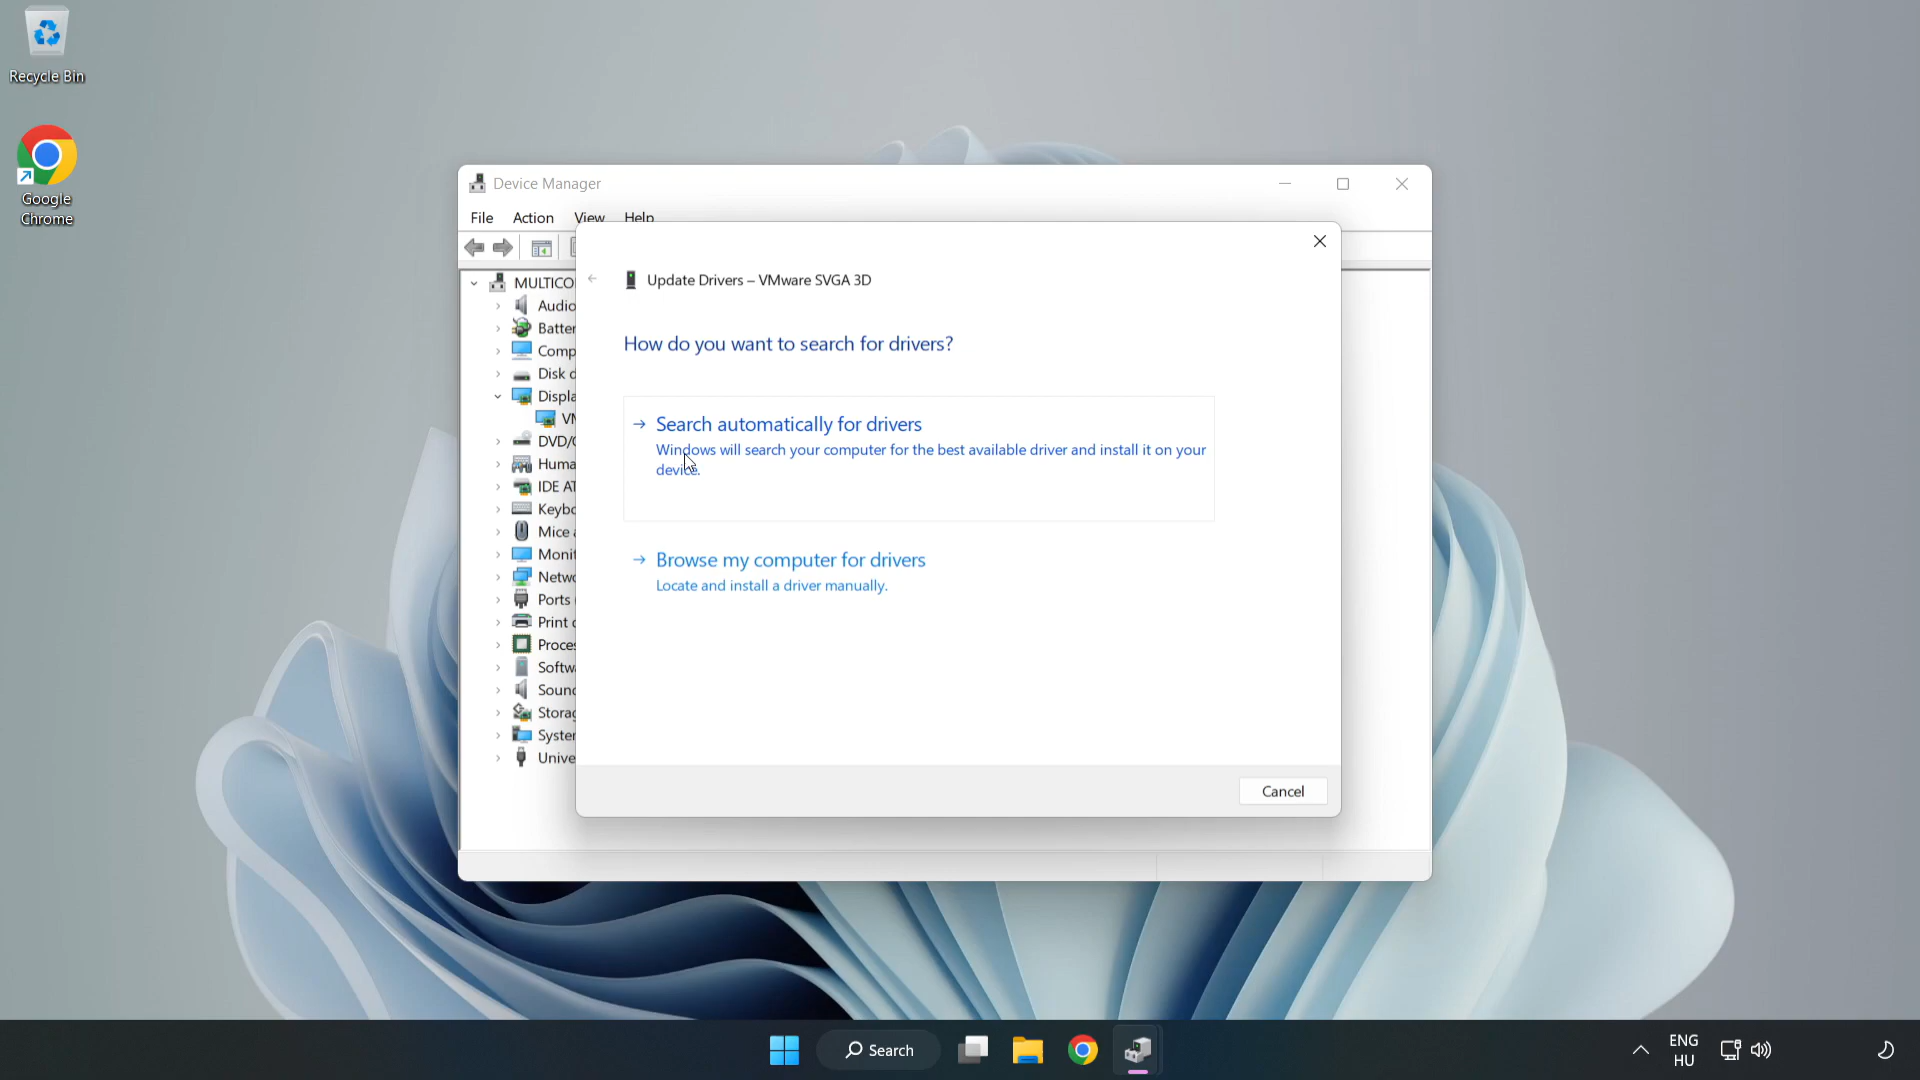 Recycle Bin
Google
Chrome
Device Manager
File Action View Help
Update Drivers – VMware SVGA 3D
How do you want to search for drivers?
Search automatically for drivers
Windows will search your computer for the best available driver and install it on your
device.
Browse my computer for drivers
Locate and install a driver manually.
Cancel
MULTICO
Audio
Batter
Comp
Disk d
Displa
VM
DVD/C
Huma
IDE AT
Keybo
Mice a
Monit
Netwo
Ports (
Print q
Proces
Softwa
Sound
Storag
System
Unive
Search
ENG
HU